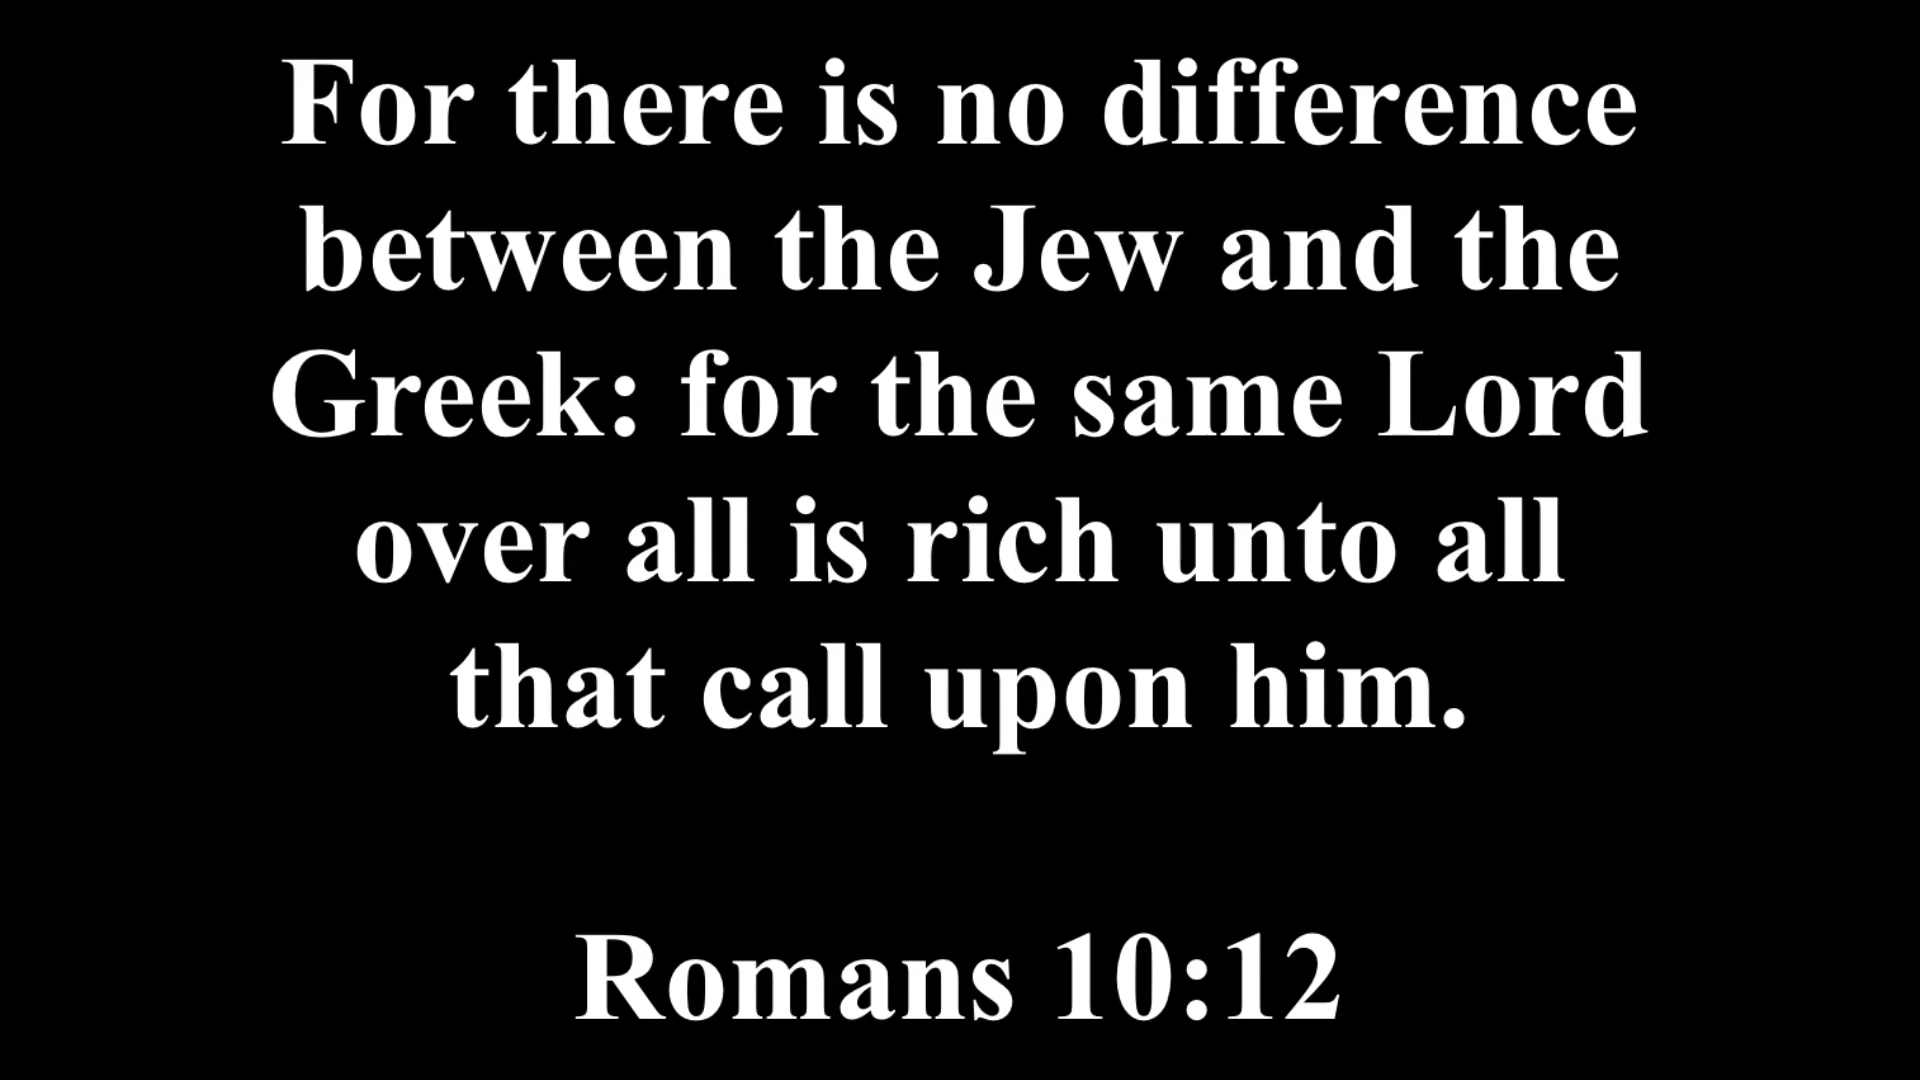 For there is no difference
between the Jew and the
Greek: for the same Lord
over all is rich unto all
that call upon him.
Romans 10:12